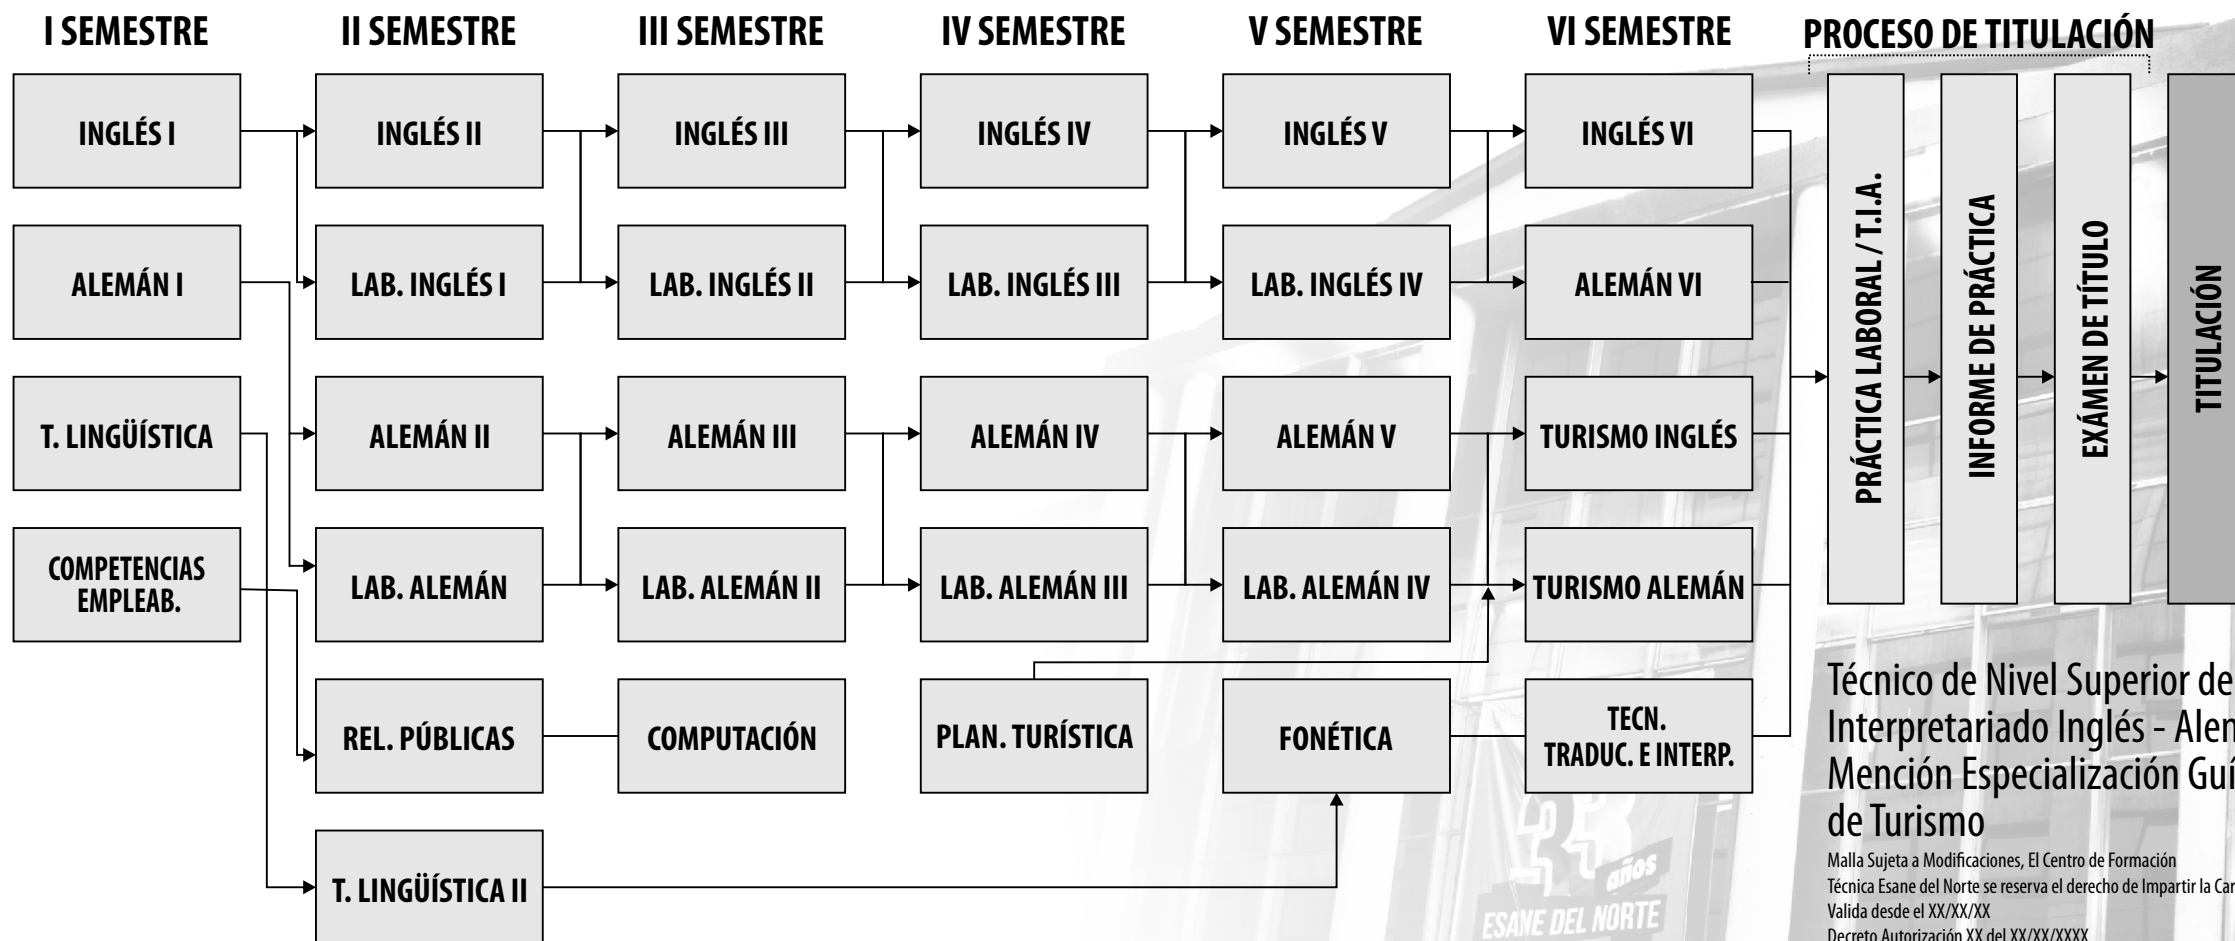 I SEMESTRE
II SEMESTRE
III SEMESTRE
IV SEMESTRE
V SEMESTRE
VI SEMESTRE
PROCESO DE TITULACIÓN
INGLÉS I
INGLÉS II
INGLÉS III
INGLÉS IV
INGLÉS V
INGLÉS VI
ALEMÁN I
LAB. INGLÉS I
LAB. INGLÉS II
LAB. INGLÉS III
LAB. INGLÉS IV
ALEMÁN VI
T. LINGÜÍSTICA
ALEMÁN II
ALEMÁN III
ALEMÁN IV
ALEMÁN V
TURISMO INGLÉS
COMPETENCIAS
EMPLEAB.
LAB. ALEMÁN
LAB. ALEMÁN II
LAB. ALEMÁN III
LAB. ALEMÁN IV
TURISMO ALEMÁN
REL. PÚBLICAS
COMPUTACIÓN
PLAN. TURÍSTICA
FONÉTICA
TECN.
TRADUC. E INTERP.
T. LINGÜÍSTICA II
PRÁCTICA LABORAL / T.I.A.
INFORME DE PRÁCTICA
EXÁMEN DE TÍTULO
TITULACIÓN
Técnico de Nivel Superior de
Interpretariado Inglés - Alem
Mención Especialización Guí
de Turismo
Malla Sujeta a Modificaciones, El Centro de Formación
Técnica Esane del Norte se reserva el derecho de Impartir la Car
Valida desde el XX/XX/XX
Decreto Autorización XX del XX/XX/XXXX
33
años
ESANE DEL NORTE